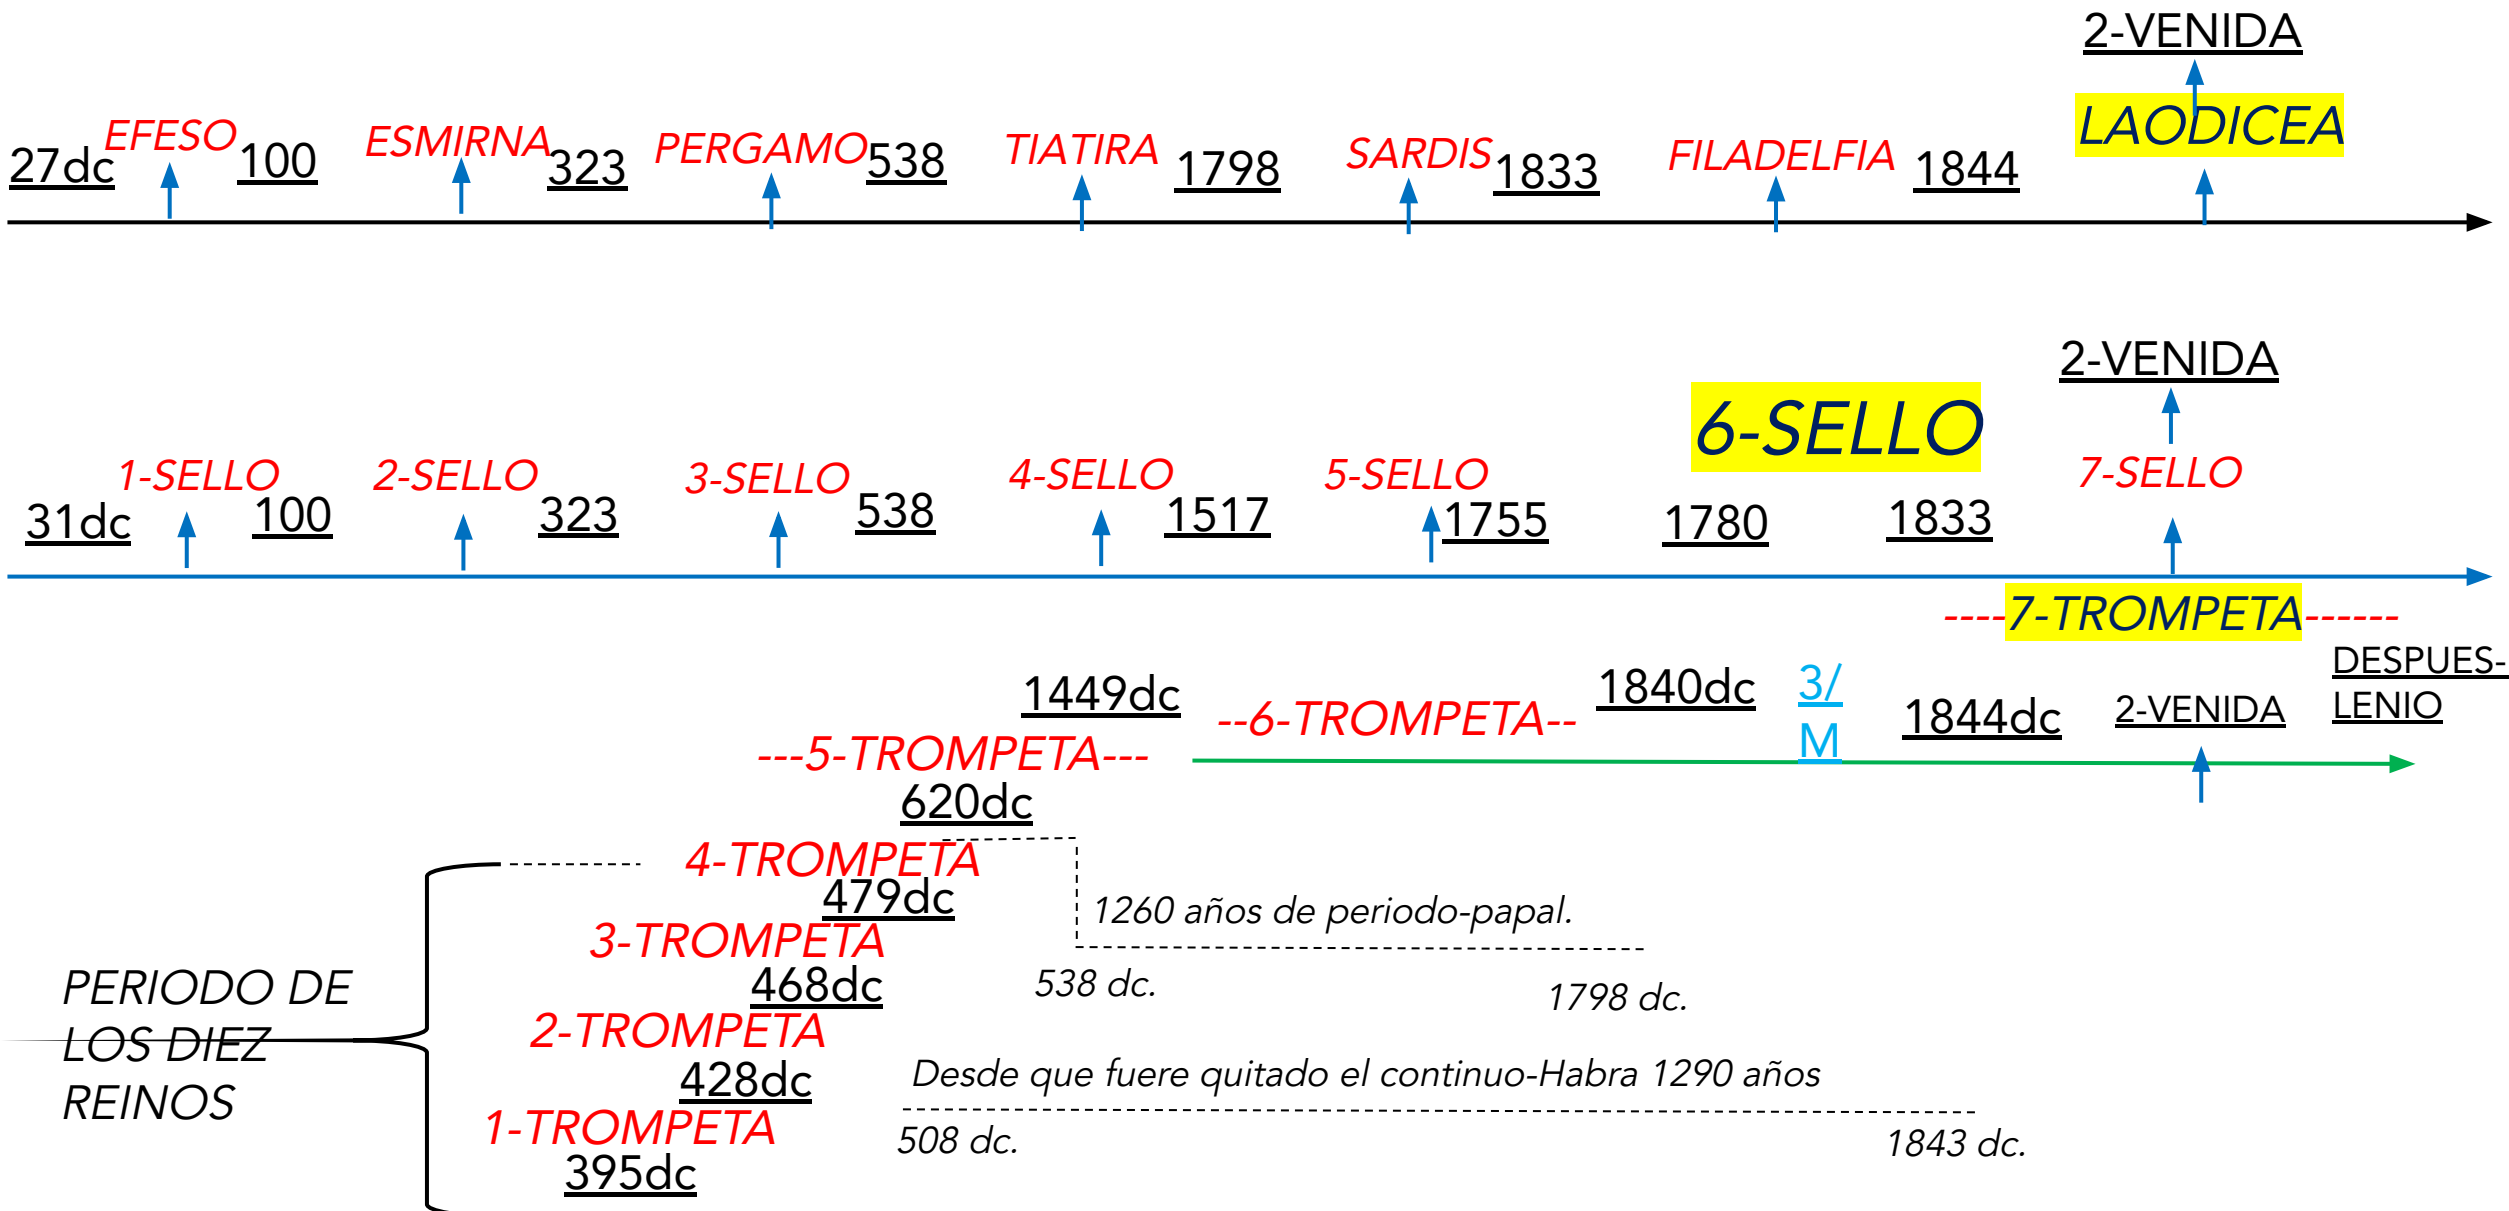 2-VENIDA
27dc EFESO 100 ESMIRNA 323 PERGAMO 538 TIATIRA 1798 SARDIS 1833 FILADELFIA 1844 LAODICEA
2-VENIDA
31dc 1-SELLO 100 2-SELLO 323 3-SELLO 538 4-SELLO 1517 5-SELLO 1755 1780 6-SELLO 1833 7-SELLO
----7-TROMPETA------
1449dc --6-TROMPETA-- 1840dc 3/ 1844dc 2-VENIDA DESPUES-
M LENIO
---5-TROMPETA---
620dc
4-TROMPETA
479dc
1260 años de periodo-papal.
3-TROMPETA
468dc
538 dc. 1798 dc.
PERIODO DE
LOS DIEZ
REINOS
2-TROMPETA
428dc
Desde que fuere quitado el continuo-Habra 1290 años
1-TROMPETA
508 dc. 1843 dc.
395dc